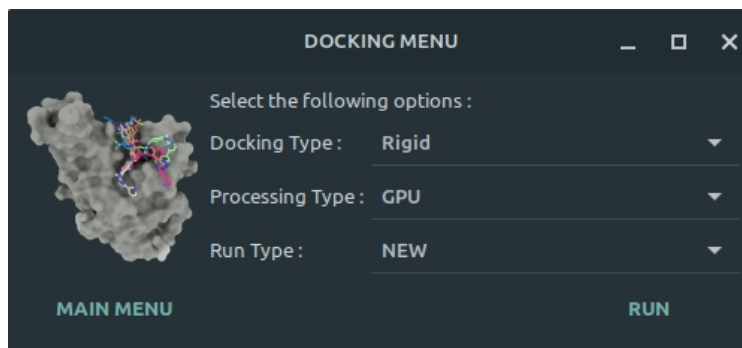 DOCKING MENU
Select the following options :
Docking Type : Rigid
Processing Type : GPU
Run Type : NEW
MAIN MENU RUN